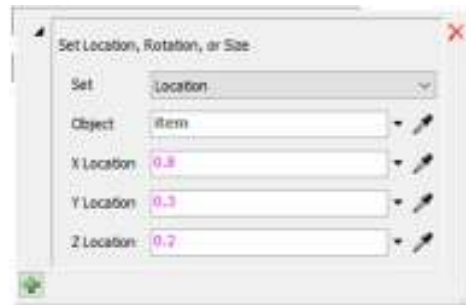 Set Location, Rotation, or Size
Set Location
Object item
X Location 0.8
Y Location 0.3
Z Location 0.2